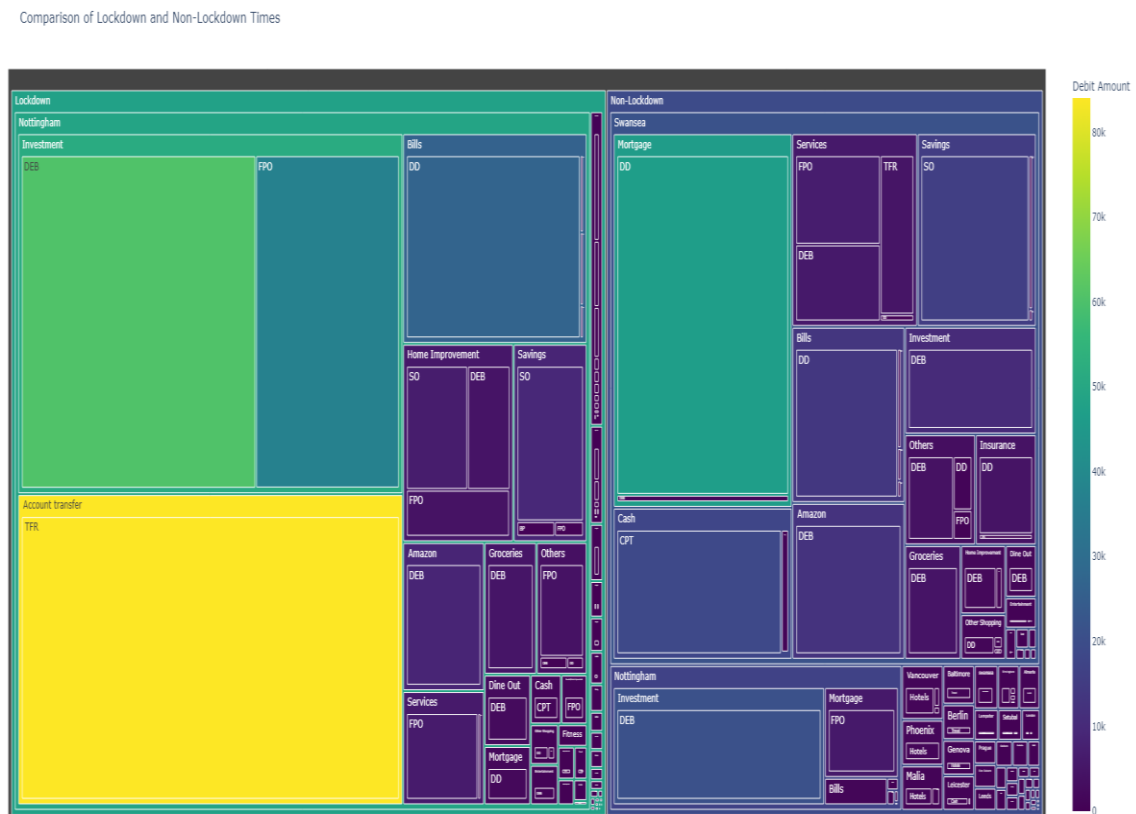 Comparison of Lockdown and Non-Lockdown Times
Debit Amount
80k
70k
60k
50k
40k
30k
20k
10k
0
Lockdown
Nottingham
Investment
DEB
FPO
Account transfer
TFR
Bills
DD
Home Improvement
SO
DEB
FPO
Savings
SO
FPO
Amazon
DEB
Groceries
DEB
Others
FPO
Services
FPO
Dine Out
DEB
Cash
CPT
FPO
Fitness
Mortgage
DD
Non-Lockdown
Swansea
Mortgage
DD
Services
FPO
TFR
DEB
Savings
SO
Bills
DD
Investment
DEB
Others
DEB
DD
FPO
Insurance
DD
Cash
CPT
Amazon
DEB
Groceries
DEB
Home Improvement
DEB
Dine Out
DEB
Entertainment
Other Shopping
DD
Nottingham
Investment
DEB
Mortgage
FPO
Bills
Vancouver
Hotels
Phoenix
Hotels
Malia
Hotels
Baltimore
Berlin
Genova
Leicester
Setubal
Prague
Leeds